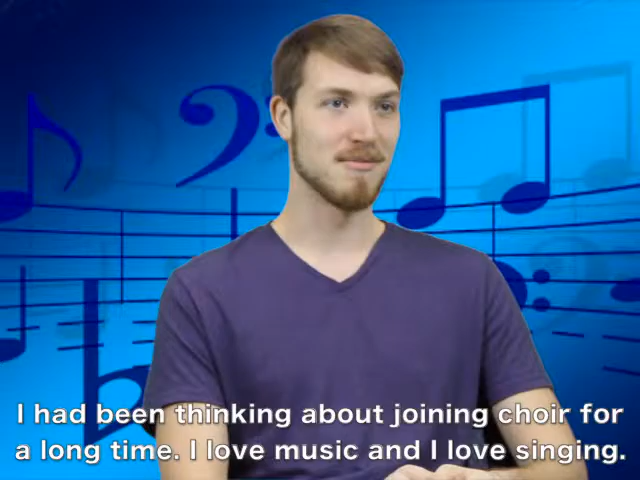 I had been thinking about joining choir for
a long time. I love music and I love singing.